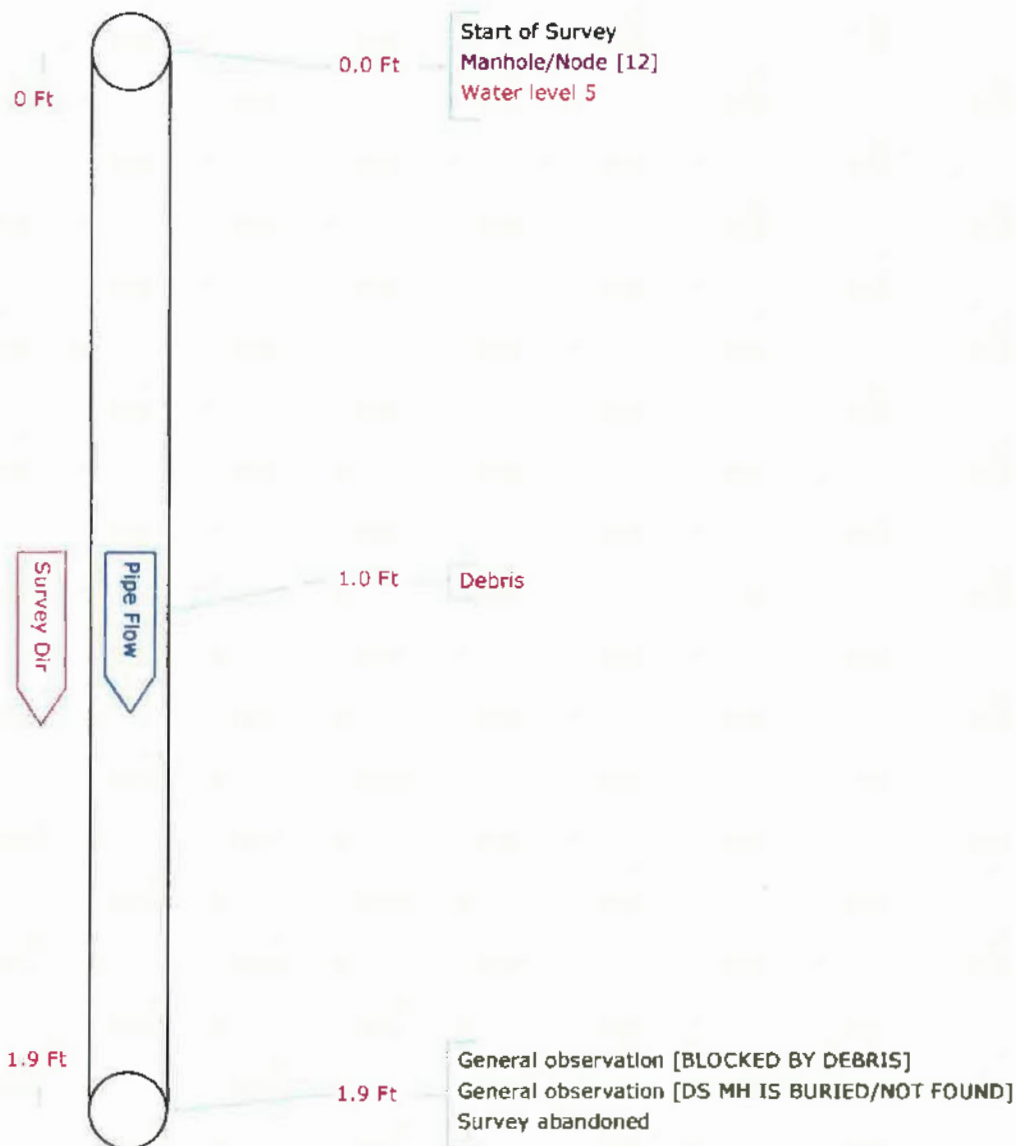 Start of Survey
0.0 Ft
Manhole/Node [12]
Water level 5
0 Ft
Survey Dir
Pipe Flow
1.0 Ft
Debris
1.9 Ft
General observation [BLOCKED BY DEBRIS]
1.9 Ft
General observation [DS MH IS BURIED/NOT FOUND]
Survey abandoned